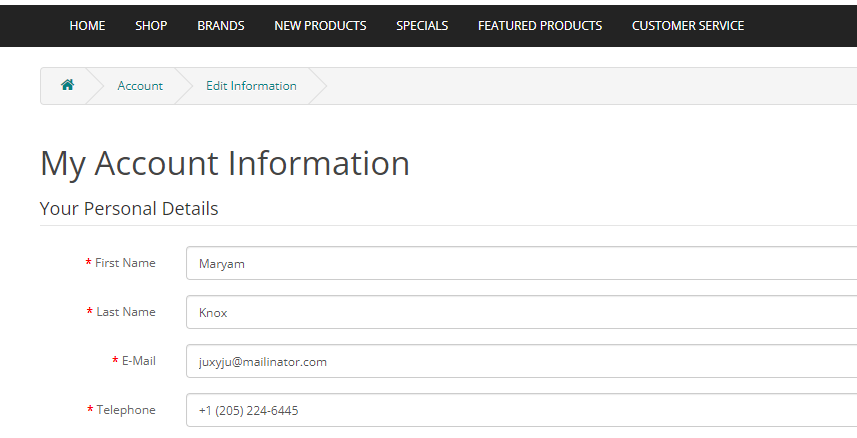 HOME SHOP BRANDS NEW PRODUCTS SPECIALS FEATURED PRODUCTS CUSTOMER SERVICE
Account Edit Information
My Account Information
Your Personal Details
* First Name Maryam
* Last Name Knox
* E-Mail juxyju@mailinator.com
* Telephone +1 (205) 224-6445